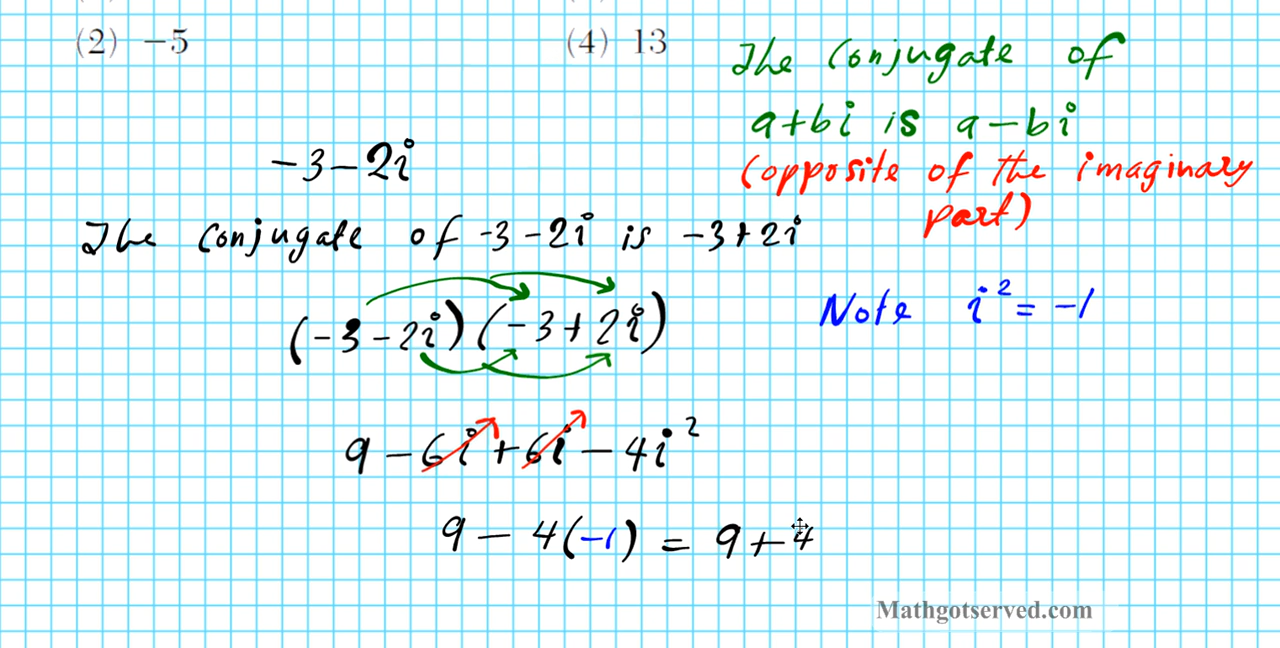 (2) −5
(4) 13
The conjugate of
a+bi is a−bi
(opposite of the imaginary
part)
−3−2i
The conjugate of -3-2i is -3+2i
(−3−2i)(−3+2i)
Note i² = −1
9 − 6i + 6i − 4i²
9 − 4(−1) = 9+4
Mathgotserved.com